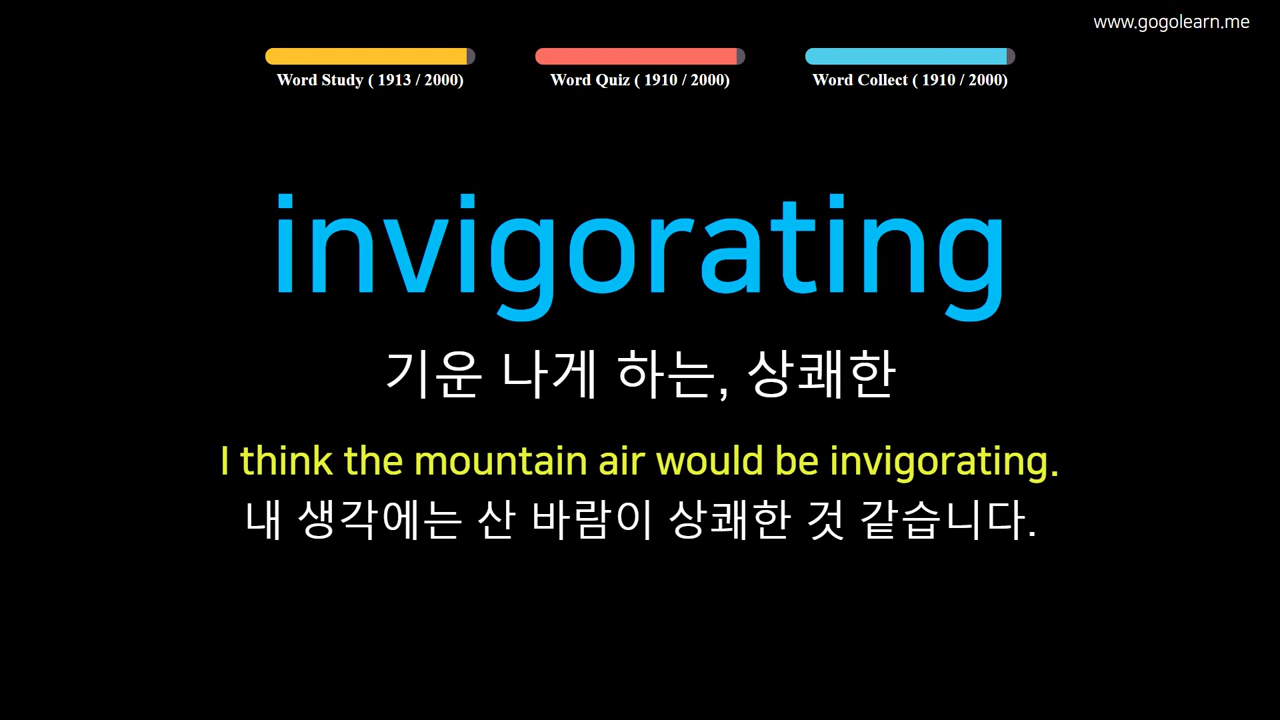 www.gogolearn.me
Word Study ( 1913 / 2000)
Word Quiz ( 1910 / 2000)
Word Collect ( 1910 / 2000)
invigorating
기운 나게 하는, 상쾌한
I think the mountain air would be invigorating.
내 생각에는 산 바람이 상쾌한 것 같습니다.